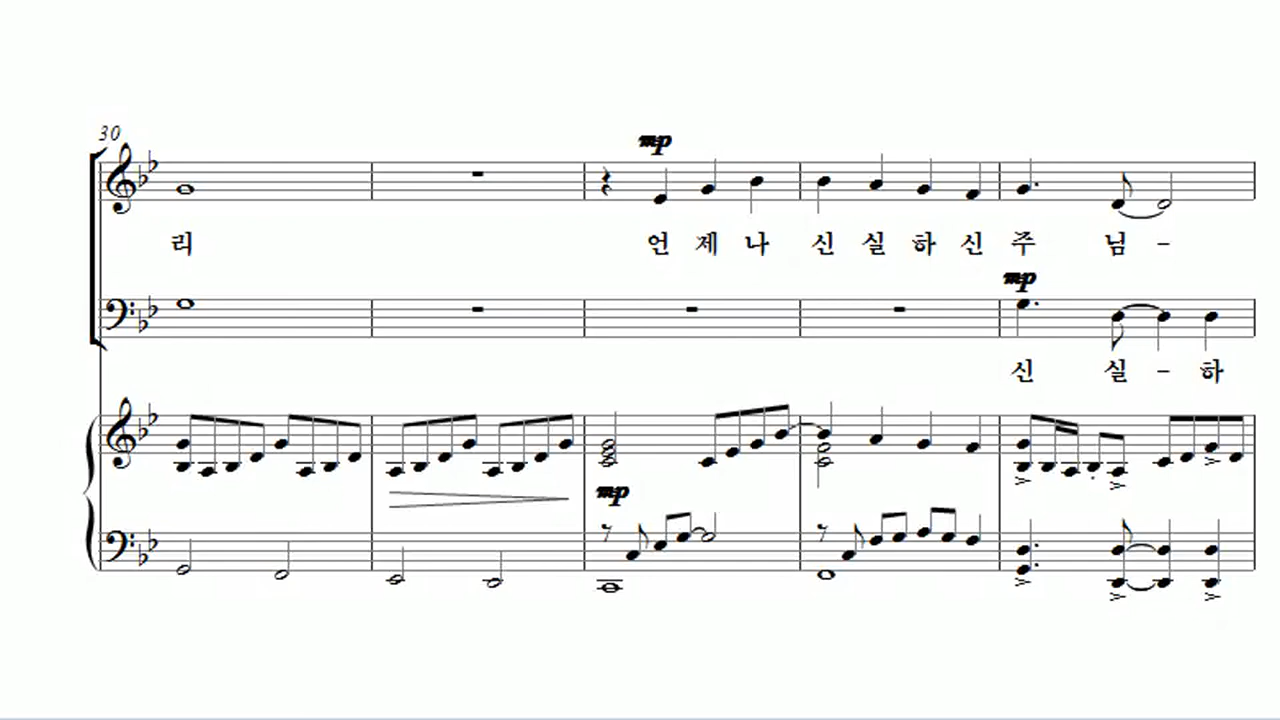 30
mp
리 언 제 나 신 실 하 신 주 님 -
mp
신 실 - 하
mp